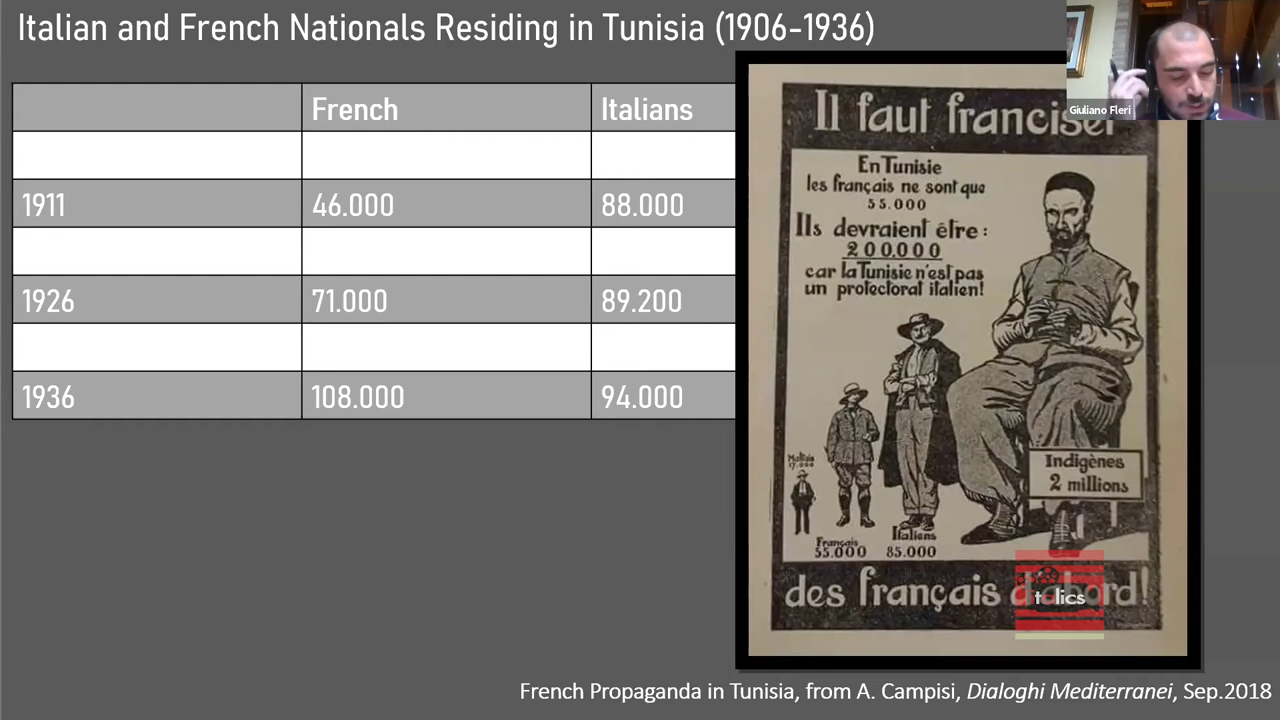 Italian and French Nationals Residing in Tunisia (1906-1936)
Giuliano Fleri
French Italians
1911 46.000 88.000
1926 71.000 89.200
1936 108.000 94.000
Il faut franciser
En Tunisie
les français ne sont que
55.000
Ils devraient être :
200.000
car la Tunisie n'est pas
un protectorat italien!
Maltais
17.000
Français
55.000
Italiens
85.000
Indigènes
2 millions
des français d'abord!
italics
French Propaganda in Tunisia, from A. Campisi, Dialoghi Mediterranei, Sep.2018